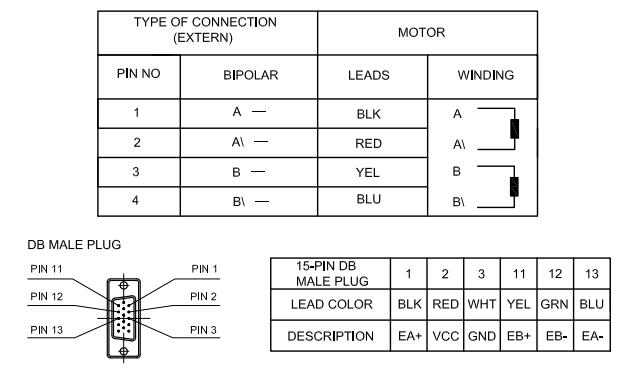 TYPE OF CONNECTION
(EXTERN)
MOTOR
PIN NO BIPOLAR LEADS WINDING
1 A — BLK A
2 A\ — RED A\
3 B — YEL B
4 B\ — BLU B\
DB MALE PLUG
PIN 11 PIN 1
PIN 12 PIN 2
PIN 13 PIN 3
15-PIN DB
MALE PLUG 1 2 3 11 12 13
LEAD COLOR BLK RED WHT YEL GRN BLU
DESCRIPTION EA+ VCC GND EB+ EB- EA-